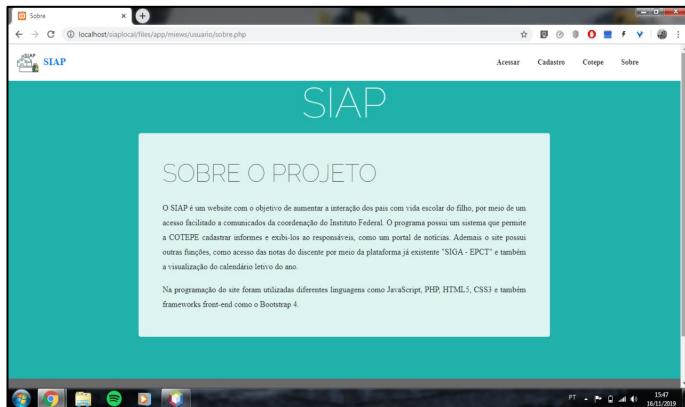 Sobre
localhost/siaplocal/files/app/miews/usuario/sobre.php
SIAP
SIAP
Acessar Cadastro Cotepe Sobre
SIAP
SOBRE O PROJETO
O SIAP é um website com o objetivo de aumentar a interação dos pais com vida escolar do filho, por meio de um
acesso facilitado a comunicados da coordenação do Instituto Federal. O programa possui um sistema que permite
a COTEPE cadastrar informes e exibi-los ao responsáveis, como um portal de notícias. Ademais o site possui
outras funções, como acesso das notas do discente por meio da plataforma já existente "SIGA - EPCT" e também
a visualização do calendário letivo do ano.
Na programação do site foram utilizadas diferentes linguagens como JavaScript, PHP, HTML5, CSS3 e também
frameworks front-end como o Bootstrap 4.
PT
15:47
16/11/2019